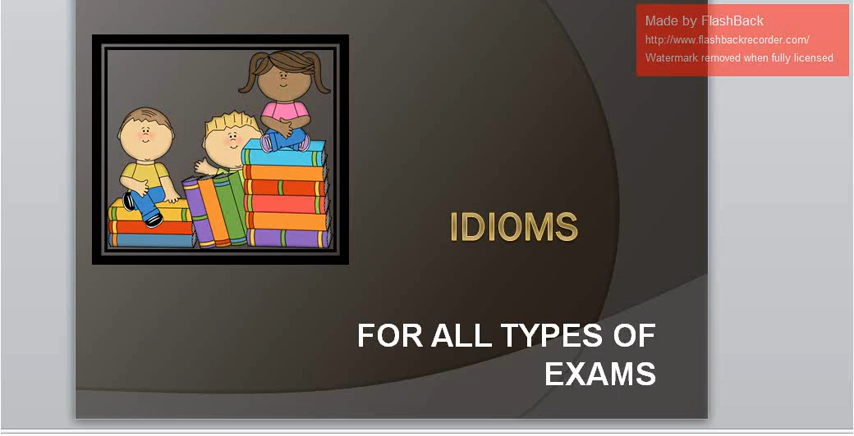 Made by FlashBack
http://www.flashbackrecorder.com/
Watermark removed when fully licensed
IDIOMS
FOR ALL TYPES OF
EXAMS